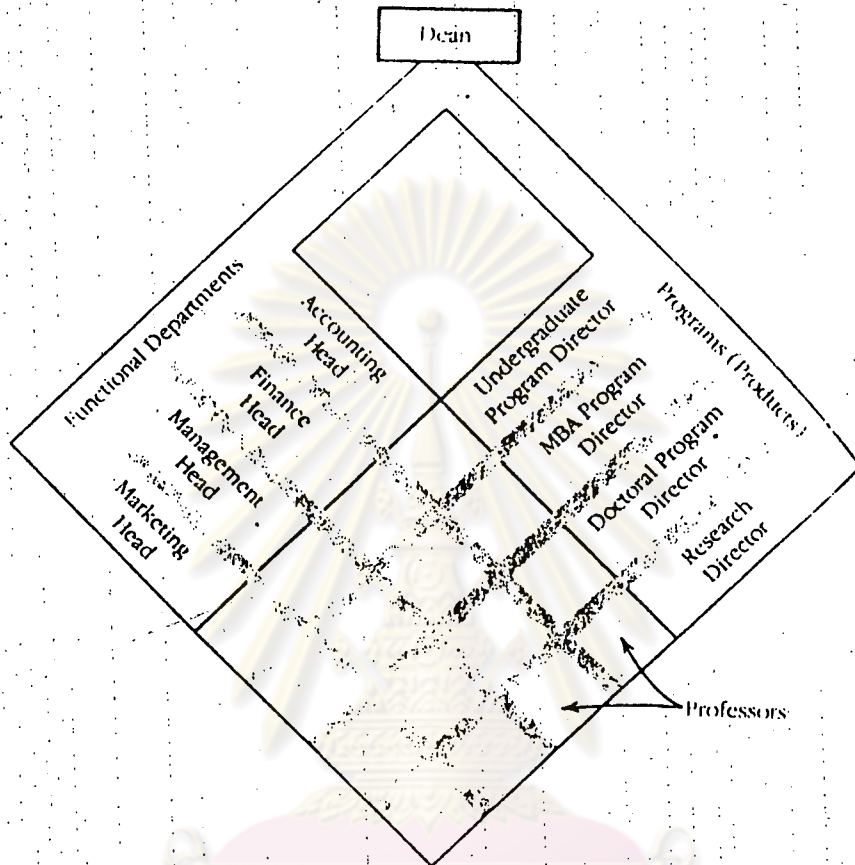 Dean
Functional Departments
Programs (Products)
Accounting
Head
Finance
Head
Management
Head
Marketing
Head
Undergraduate
Program Director
MBA Program
Director
Doctoral Program
Director
Research
Director
Professors